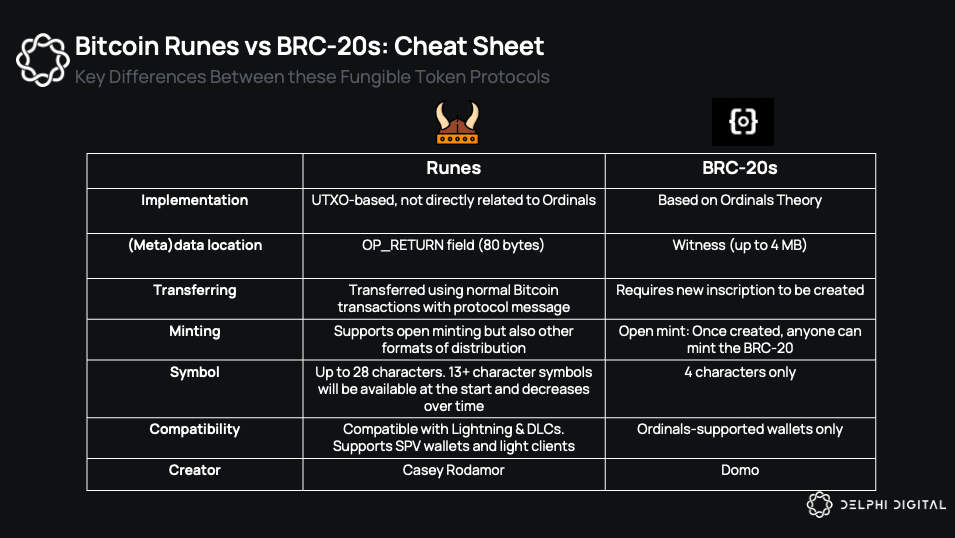 Bitcoin Runes vs BRC-20s: Cheat Sheet
Key Differences Between these Fungible Token Protocols
Runes
BRC-20s
Implementation
UTXO-based, not directly related to Ordinals
Based on Ordinals Theory
(Meta)data location
OP_RETURN field (80 bytes)
Witness (up to 4 MB)
Transferring
Transferred using normal Bitcoin
transactions with protocol message
Requires new inscription to be created
Minting
Supports open minting but also other
formats of distribution
Open mint: Once created, anyone can
mint the BRC-20
Symbol
Up to 28 characters. 13+ character symbols
will be available at the start and decreases
over time
4 characters only
Compatibility
Compatible with Lightning & DLCs.
Supports SPV wallets and light clients
Ordinals-supported wallets only
Creator
Casey Rodamor
Domo
DELPHI DIGITAL